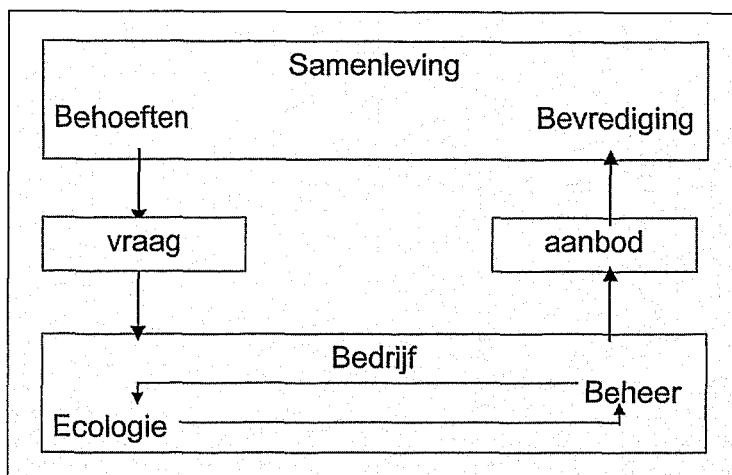 Samenleving
Behoeften
Bevrediging
vraag
aanbod
Bedrijf
Beheer
Ecologie